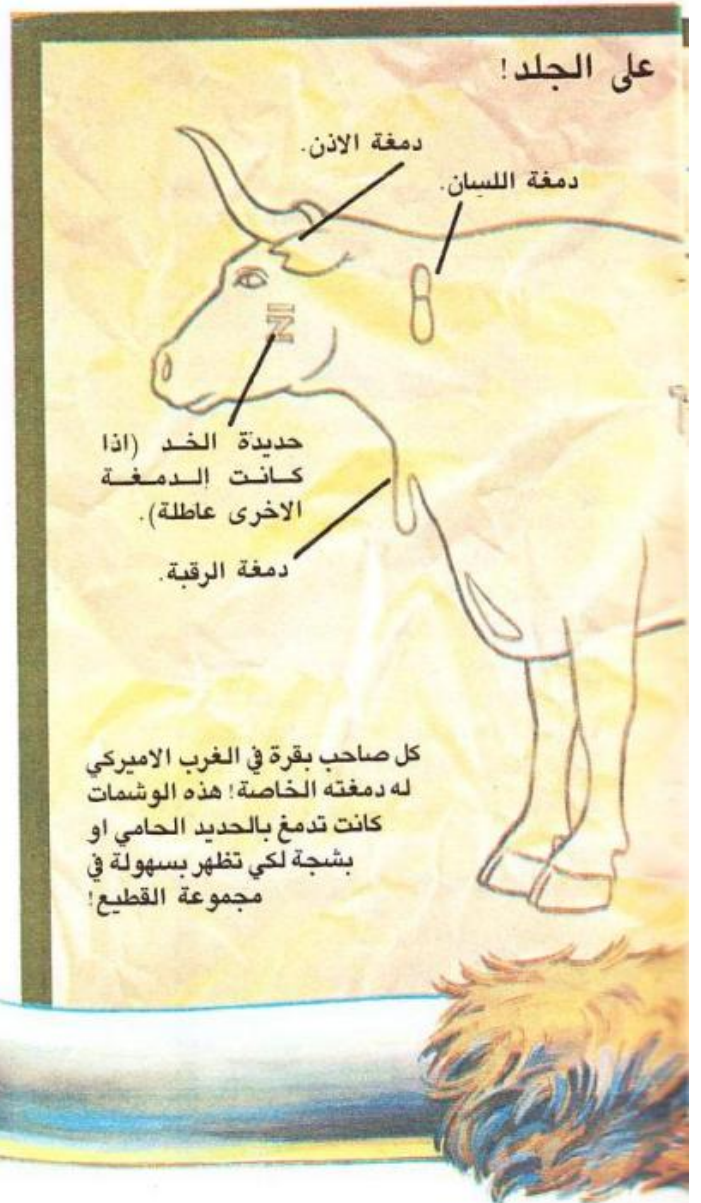 على الجلد!
دمغة الاذن.
دمغة اللسان.
IN
حديدة الخد (اذا
كانت الدمغة
الاخرى عاطلة).
دمغة الرقبة.
كل صاحب بقرة في الغرب الاميركي
له دمغته الخاصة! هذه الوشمات
كانت تدمغ بالحديد الحامي او
بشجة لكي تظهر بسهولة في
مجموعة القطيع!